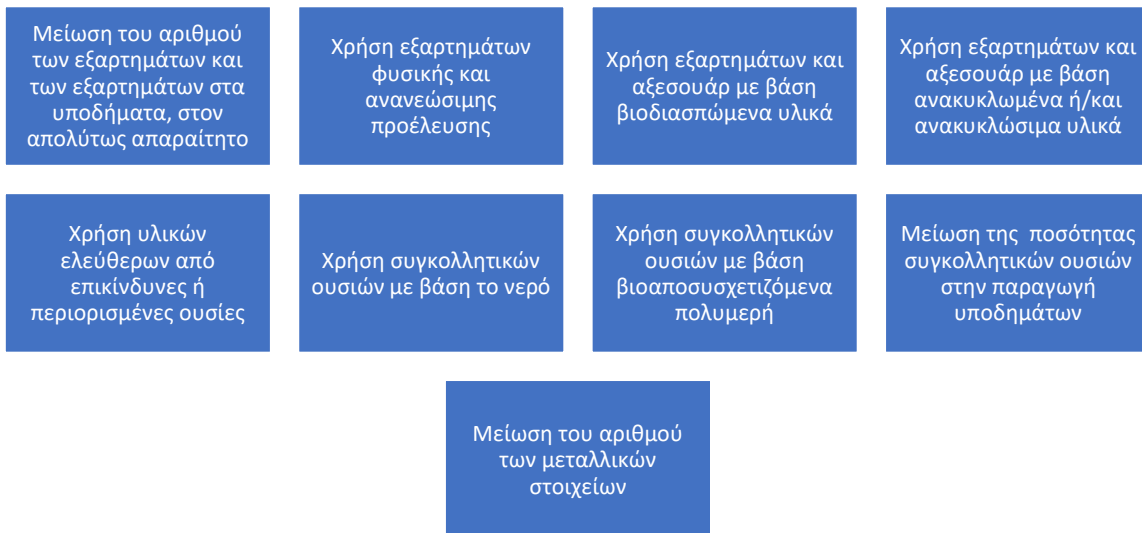 Μείωση του αριθμού
των εξαρτημάτων και
των εξαρτημάτων στα
υποδήματα, στον
απολύτως απαραίτητο
Χρήση εξαρτημάτων
φυσικής και
ανανεώσιμης
προέλευσης
Χρήση εξαρτημάτων και
αξεσουάρ με βάση
βιοδιασπώμενα υλικά
Χρήση εξαρτημάτων και
αξεσουάρ με βάση
ανακυκλωμένα ή/και
ανακυκλώσιμα υλικά
Χρήση υλικών
ελεύθερων από
επικίνδυνες ή
περιορισμένες ουσίες
Χρήση συγκολλητικών
ουσιών με βάση το νερό
Χρήση συγκολλητικών
ουσιών με βάση
βιοαποσυσχετιζόμενα
πολυμερή
Μείωση της ποσότητας
συγκολλητικών ουσιών
στην παραγωγή
υποδημάτων
Μείωση του αριθμού
των μεταλλικών
στοιχείων